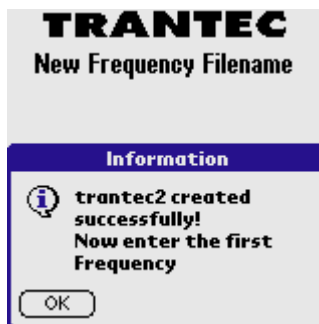 TRANTEC
New Frequency Filename
Information
trantec2 created
successfully!
Now enter the first
Frequency
OK